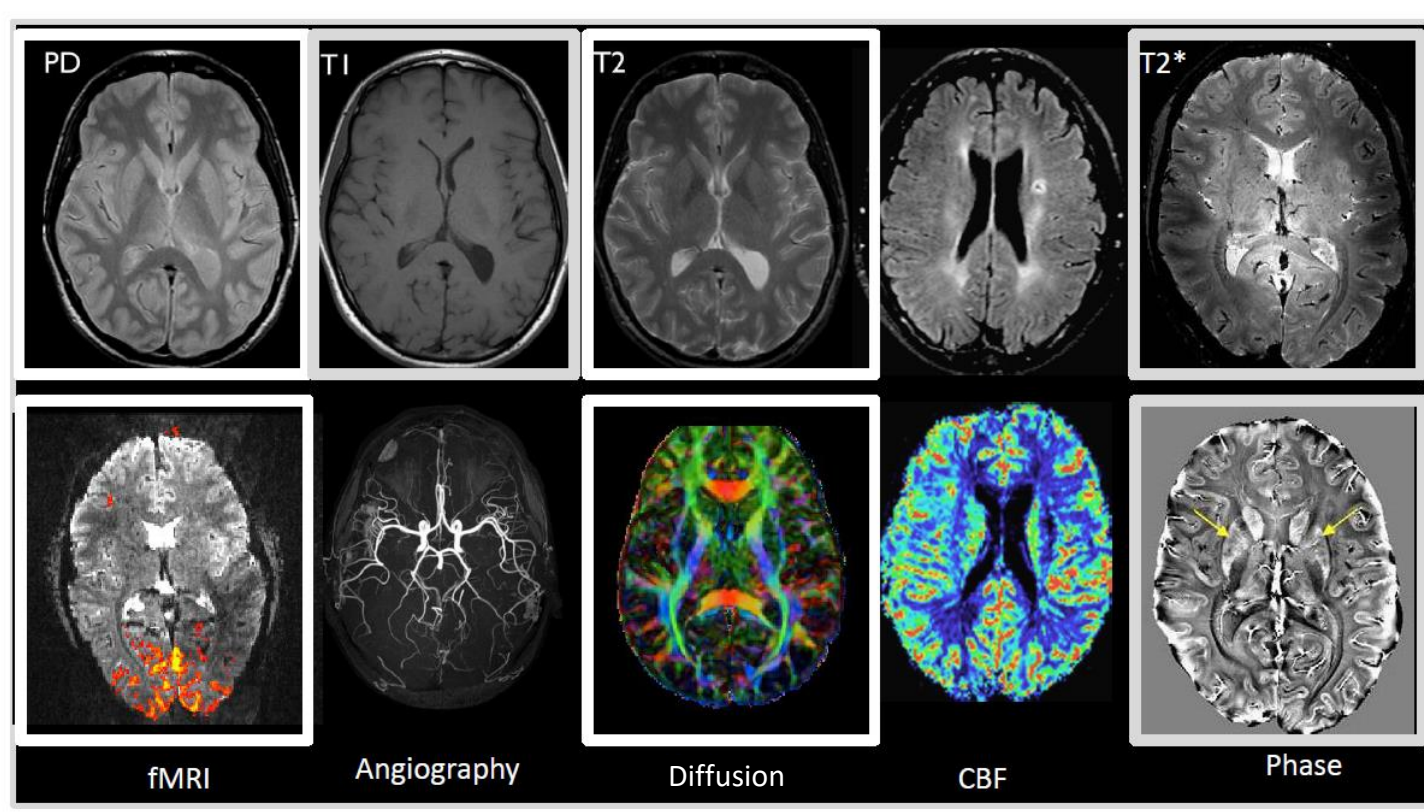 PD
T1
T2
T2*
fMRI
Angiography
Diffusion
CBF
Phase